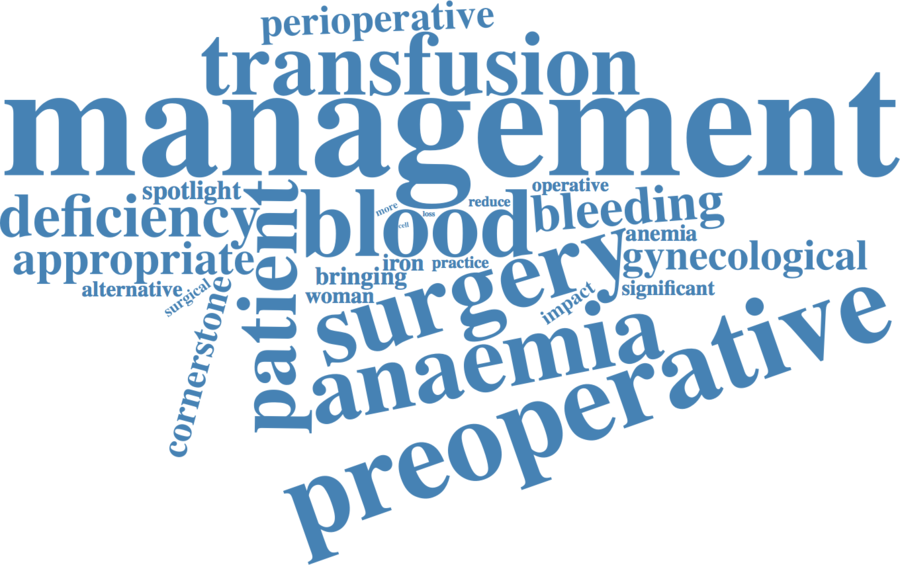 perioperative
transfusion
management
spotlight
deficiency
appropriate
alternative
surgical
cornerstone
patient
blood
more
loss
cell
reduce
operative
bleeding
anemia
iron
practice
bringing
woman
gynecological
significant
impact
surgery
anaemia
preoperative